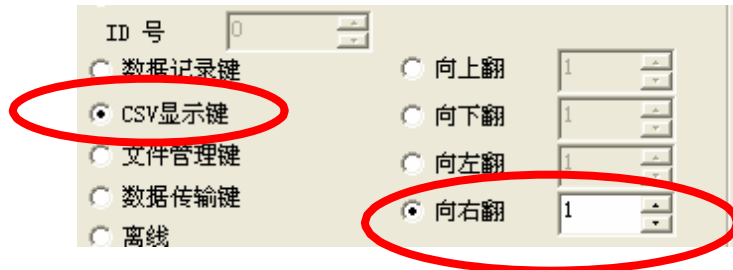 ID 号 0
数据记录键 向上翻 1
CSV显示键 向下翻 1
文件管理键 向左翻 1
数据传输键 向右翻 1
离线